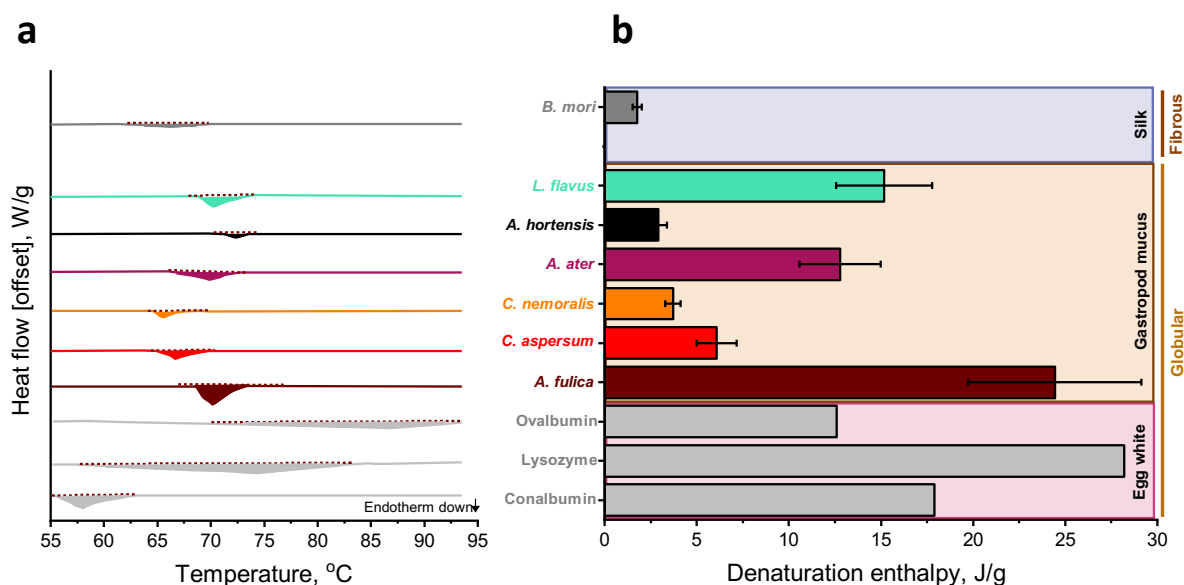 a
Heat flow [offset], W/g
Endotherm down
55 60 65 70 75 80 85 90 95
Temperature, °C
b
B. mori
L. flavus
A. hortensis
A. ater
C. nemoralis
C. aspersum
A. fulica
Ovalbumin
Lysozyme
Conalbumin
Silk
Gastropod mucus
Egg white
Fibrous
Globular
0 5 10 15 20 25 30
Denaturation enthalpy, J/g